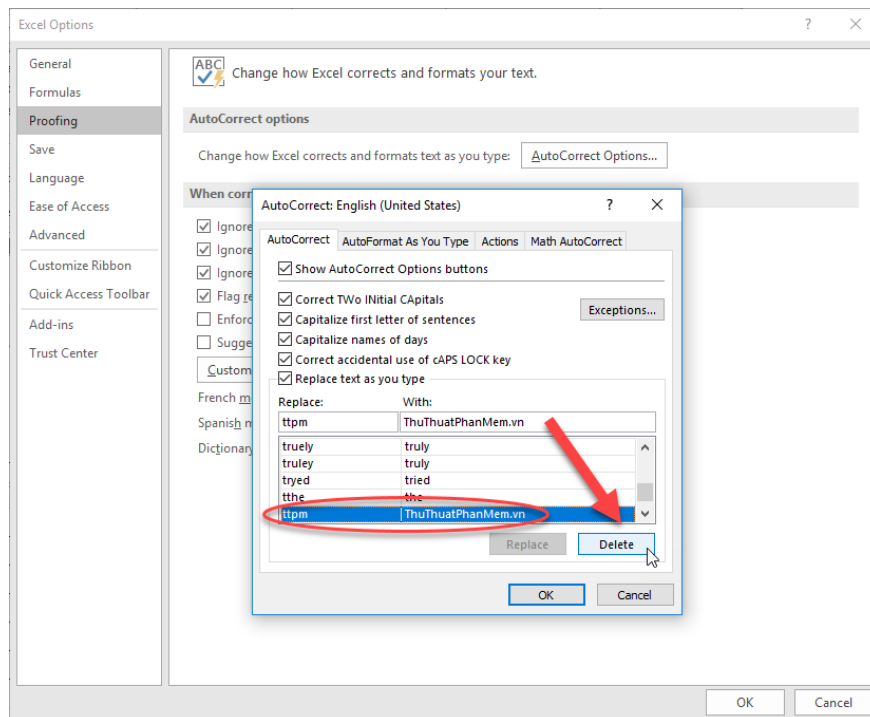 Excel Options
General
Formulas
Proofing
Save
Language
Ease of Access
Advanced
Customize Ribbon
Quick Access Toolbar
Add-ins
Trust Center
ABC
Change how Excel corrects and formats your text.
AutoCorrect options
Change how Excel corrects and formats text as you type:
AutoCorrect Options...
When corr
Ignore
Ignore
Ignore
Flag re
Enforc
Sugge
Custom
French m
Spanish m
Dictionary
AutoCorrect: English (United States)
AutoCorrect AutoFormat As You Type Actions Math AutoCorrect
Show AutoCorrect Options buttons
Correct TWo INitial CApitals
Exceptions...
Capitalize first letter of sentences
Capitalize names of days
Correct accidental use of cAPS LOCK key
Replace text as you type
Replace: With:
ttpm ThuThuatPhanMem.vn
truely truly
truley truly
tryed tried
tthe the
ttpm ThuThuatPhanMem.vn
Replace Delete
OK Cancel
OK Cancel